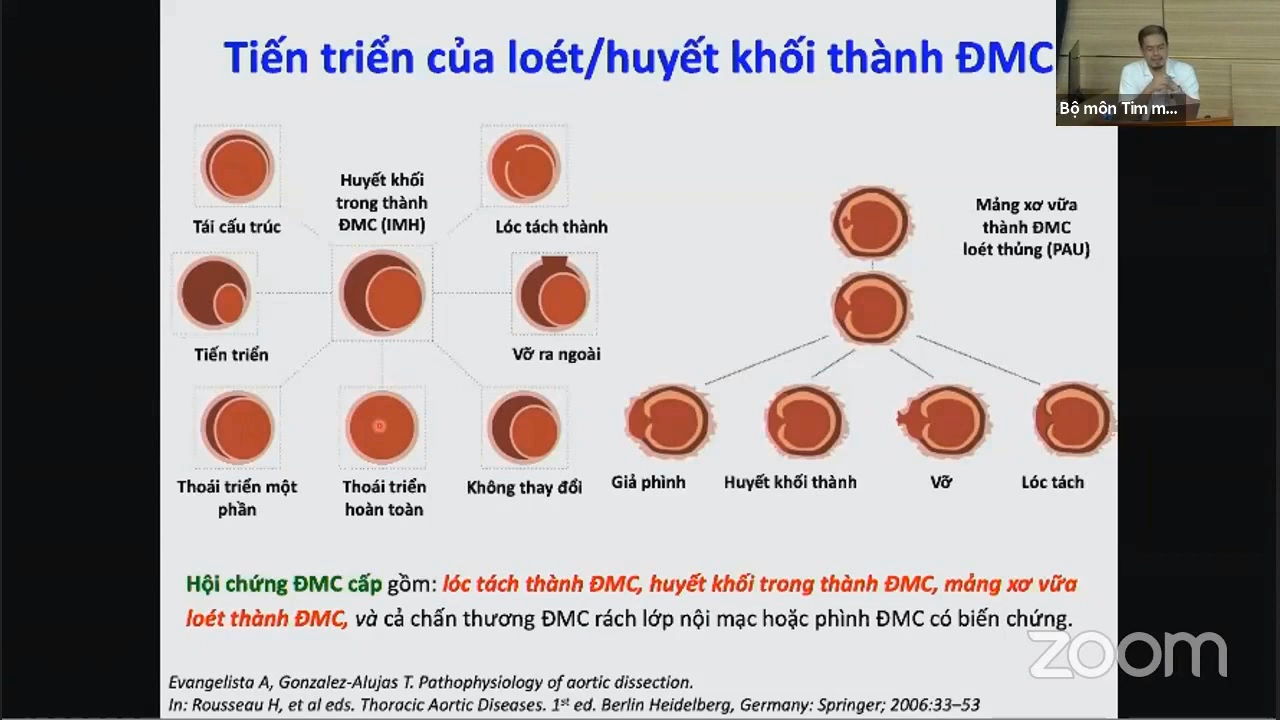 Tiến triển của loét/huyết khối thành ĐMC
Bộ môn Tim m...
Huyết khối
trong thành
ĐMC (IMH)
Tái cấu trúc
Lóc tách thành
Tiến triển
Vỡ ra ngoài
Thoái triển một
phần
Thoái triển
hoàn toàn
Không thay đổi
Mảng xơ vữa
thành ĐMC
loét thủng (PAU)
Giả phình
Huyết khối thành
Vỡ
Lóc tách
Hội chứng ĐMC cấp gồm: lóc tách thành ĐMC, huyết khối trong thành ĐMC, mảng xơ vữa
loét thành ĐMC, và cả chấn thương ĐMC rách lớp nội mạc hoặc phình ĐMC có biến chứng.
zoom
Evangelista A, Gonzalez-Alujas T. Pathophysiology of aortic dissection.
In: Rousseau H, et al eds. Thoracic Aortic Diseases. 1st ed. Berlin Heidelberg, Germany: Springer; 2006:33–53